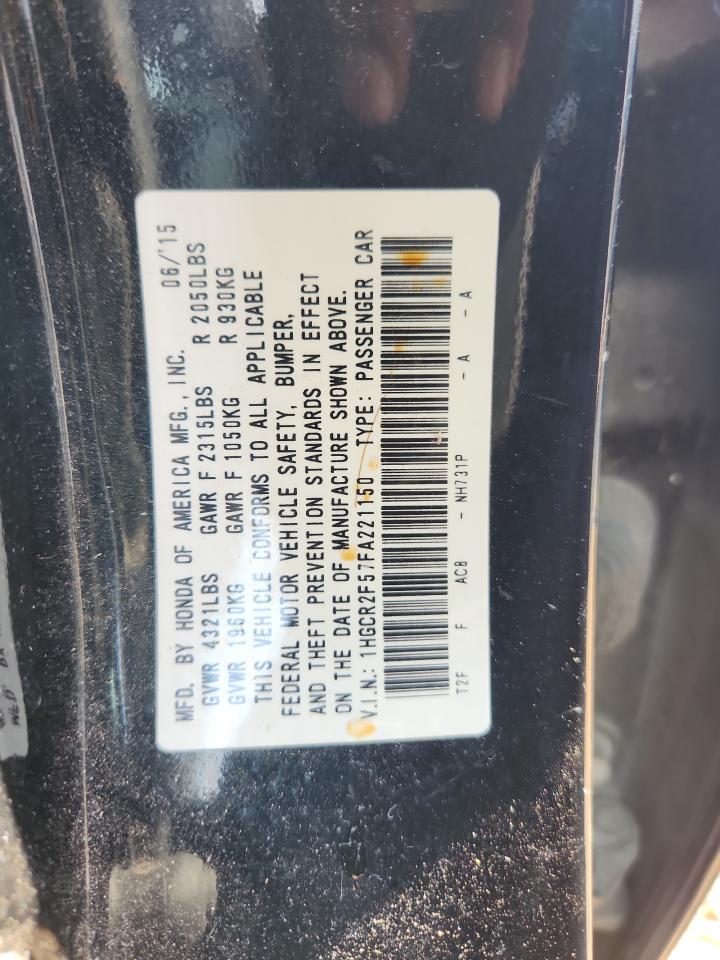 MFD. BY HONDA OF AMERICA MFG., INC. 06/'15
GVWR 4321LBS GAWR F 2315LBS R 2050LBS
GVWR 1960KG GAWR F 1050KG R 930KG
THIS VEHICLE CONFORMS TO ALL APPLICABLE
FEDERAL MOTOR VEHICLE SAFETY, BUMPER,
AND THEFT PREVENTION STANDARDS IN EFFECT
ON THE DATE OF MANUFACTURE SHOWN ABOVE.
V.I.N.: 1HGCR2F57FA221150 TYPE: PASSENGER CAR
T2F F AC8 - NH731P - A - A